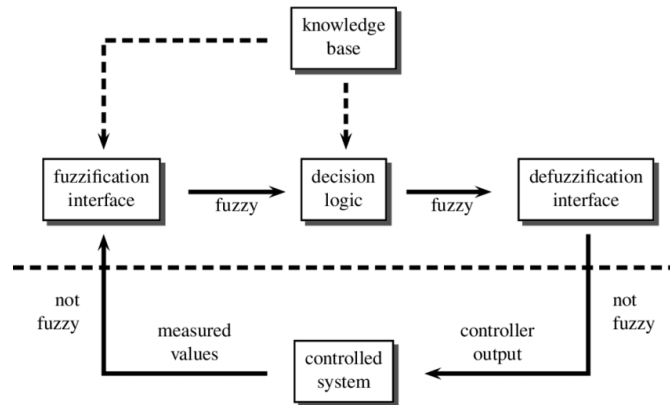 knowledge
base
fuzzification
interface
fuzzy
decision
logic
fuzzy
defuzzification
interface
not
fuzzy
measured
values
controlled
system
controller
output
not
fuzzy